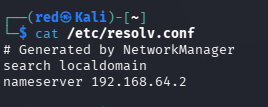 ┌──(red㉿Kali)-[~]
└─$ cat /etc/resolv.conf
# Generated by NetworkManager
search localdomain
nameserver 192.168.64.2